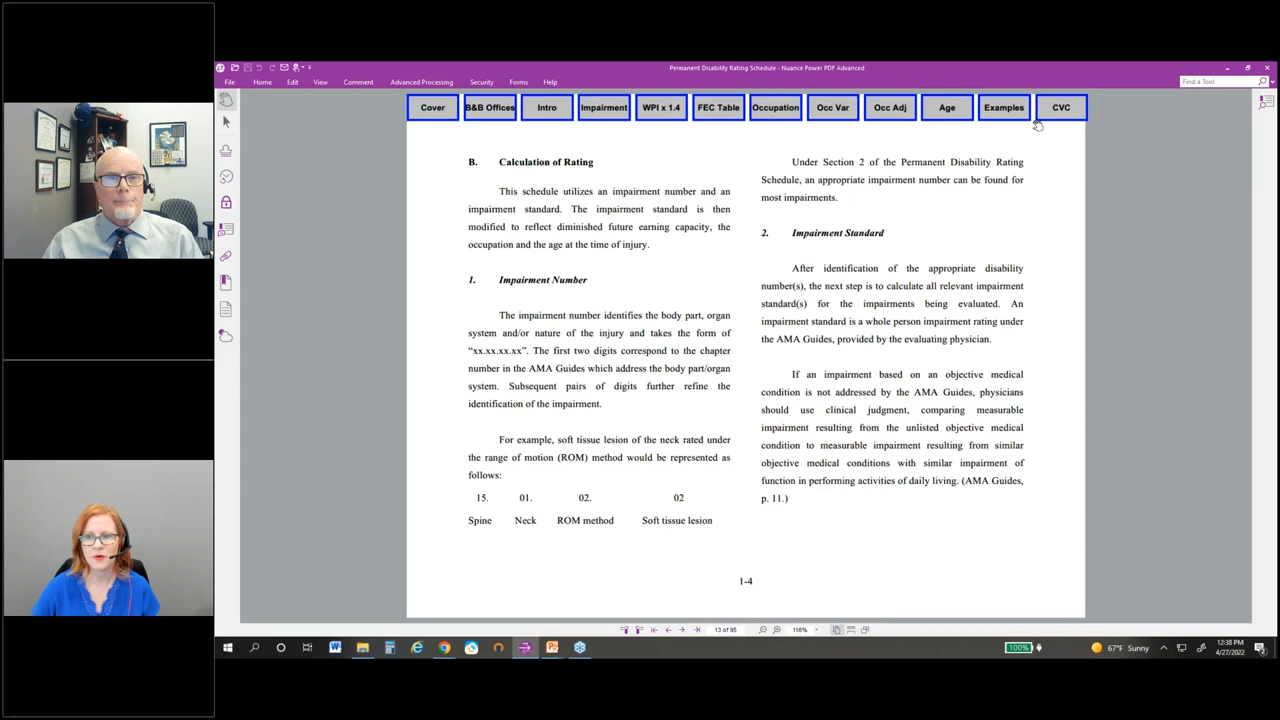 Permanent Disability Rating Schedule - Nuance Power PDF Advanced
File Home Edit View Comment Advanced Processing Security Forms Help
Find a Tool
Cover B&B Offices Intro Impairment WPI x 1.4 FEC Table Occupation Occ Var Occ Adj Age Examples CVC
B. Calculation of Rating
This schedule utilizes an impairment number and an
impairment standard. The impairment standard is then
modified to reflect diminished future earning capacity, the
occupation and the age at the time of injury.
1. Impairment Number
The impairment number identifies the body part, organ
system and/or nature of the injury and takes the form of
“xx.xx.xx.xx”. The first two digits correspond to the chapter
number in the AMA Guides which address the body part/organ
system. Subsequent pairs of digits further refine the
identification of the impairment.
For example, soft tissue lesion of the neck rated under
the range of motion (ROM) method would be represented as
follows:
15. 01. 02. 02
Spine Neck ROM method Soft tissue lesion
Under Section 2 of the Permanent Disability Rating
Schedule, an appropriate impairment number can be found for
most impairments.
2. Impairment Standard
After identification of the appropriate disability
number(s), the next step is to calculate all relevant impairment
standard(s) for the impairments being evaluated. An
impairment standard is a whole person impairment rating under
the AMA Guides, provided by the evaluating physician.
If an impairment based on an objective medical
condition is not addressed by the AMA Guides, physicians
should use clinical judgment, comparing measurable
impairment resulting from the unlisted objective medical
condition to measurable impairment resulting from similar
objective medical conditions with similar impairment of
function in performing activities of daily living. (AMA Guides,
p. 11.)
1-4
13 of 95
116%
100%
67°F Sunny
12:38 PM
4/27/2022